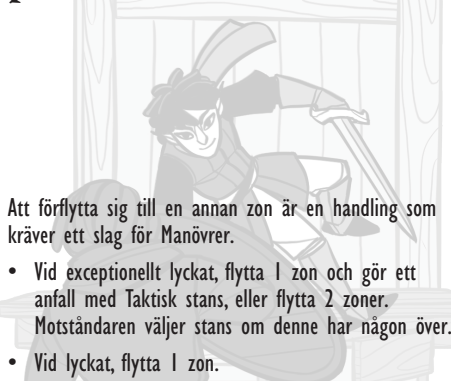 Att förflytta sig till en annan zon är en handling som
kräver ett slag för Manövrer.
• Vid exceptionellt lyckat, flytta 1 zon och gör ett
anfall med Taktisk stans, eller flytta 2 zoner.
Motståndaren väljer stans om denne har någon över.
• Vid lyckat, flytta 1 zon.